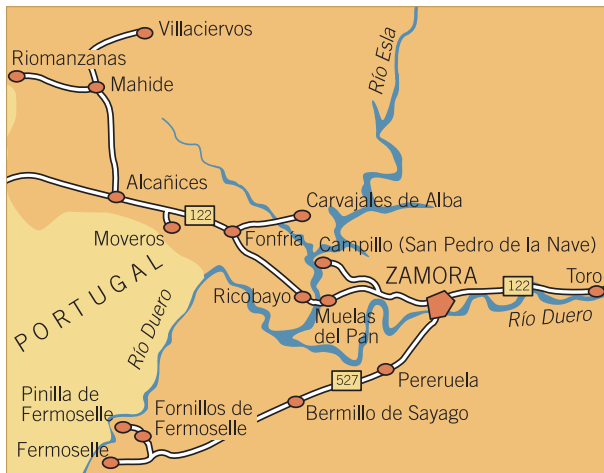 Villaciervos
Riomanzanas
Mahide
Río Esla
Alcañices
122
Carvajales de Alba
Moveros
Fonfria
Campillo (San Pedro de la Nave)
PORTUGAL
ZAMORA
122
Toro
Ricobayo
Muelas
del Pan
Río Duero
Río Duero
527
Pereruela
Pinilla de
Fermoselle
Fornillos de
Fermoselle
Bermillo de Sayago
Fermoselle